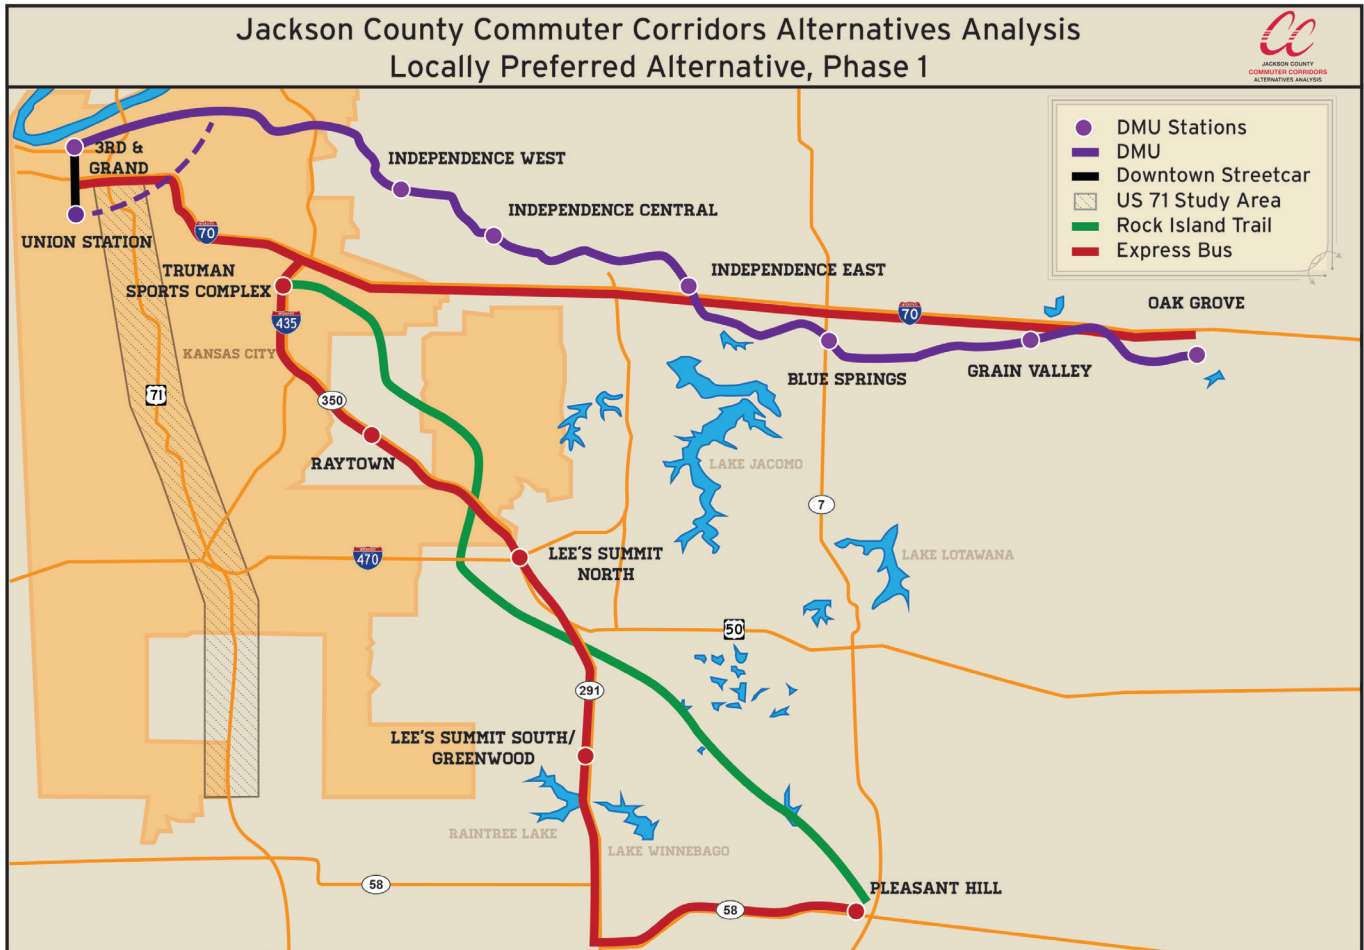 Jackson County Commuter Corridors Alternatives Analysis
Locally Preferred Alternative, Phase 1
CC
JACKSON COUNTY
COMMUTER CORRIDORS
ALTERNATIVES ANALYSIS
DMU Stations
DMU
Downtown Streetcar
US 71 Study Area
Rock Island Trail
Express Bus
3RD &
GRAND
INDEPENDENCE WEST
INDEPENDENCE CENTRAL
UNION STATION
70
TRUMAN
SPORTS COMPLEX
INDEPENDENCE EAST
OAK GROVE
70
435
KANSAS CITY
BLUE SPRINGS
GRAIN VALLEY
71
350
RAYTOWN
LAKE JACOMO
7
470
LEE'S SUMMIT
NORTH
LAKE LOTAWANA
50
291
LEE'S SUMMIT SOUTH/
GREENWOOD
RAINTREE LAKE
LAKE WINNEBAGO
58
58
PLEASANT HILL